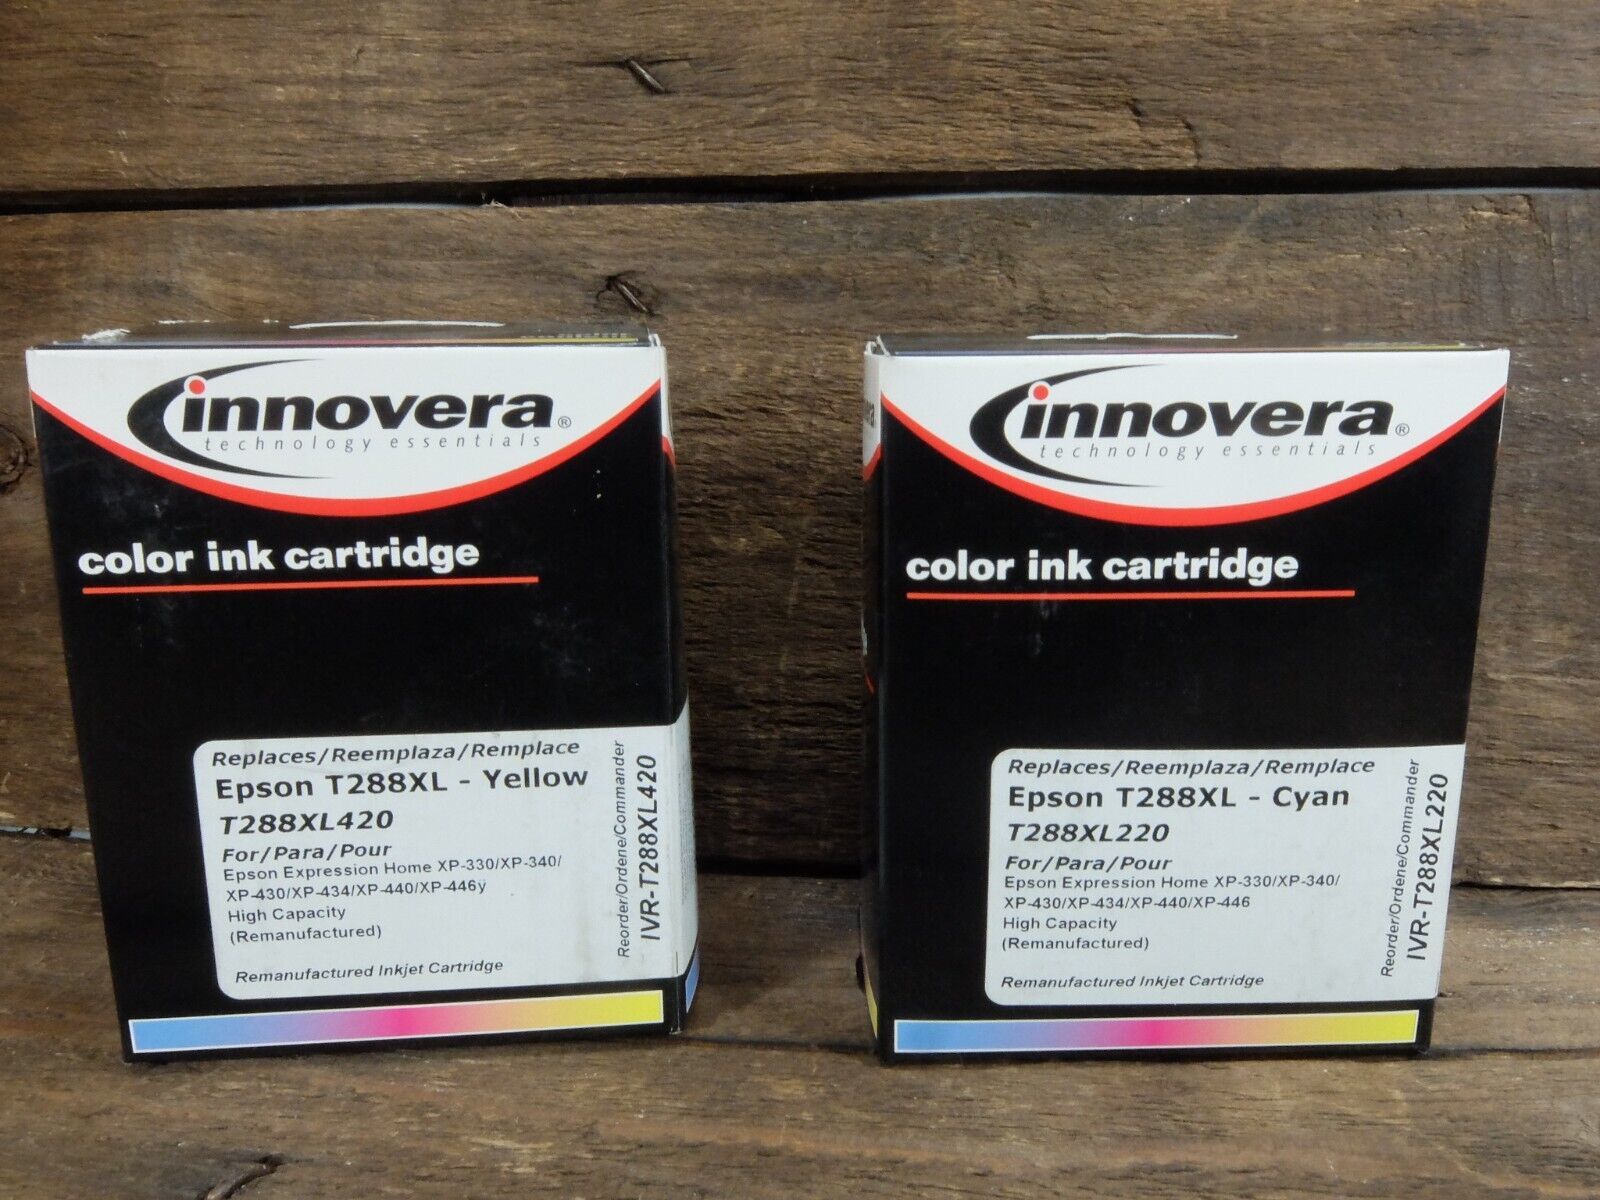 innovera®
technology essentials
color ink cartridge
Replaces/Reemplaza/Remplace
Epson T288XL - Yellow
T288XL420
For/Para/Pour
Epson Expression Home XP-330/XP-340/
XP-430/XP-434/XP-440/XP-446ÿ
High Capacity
(Remanufactured)
Remanufactured Inkjet Cartridge
Reorder/Ordene/Commander
IVR-T288XL420
innovera®
technology essentials
color ink cartridge
Replaces/Reemplaza/Remplace
Epson T288XL - Cyan
T288XL220
For/Para/Pour
Epson Expression Home XP-330/XP-340/
XP-430/XP-434/XP-440/XP-446
High Capacity
(Remanufactured)
Remanufactured Inkjet Cartridge
Reorder/Ordene/Commander
IVR-T288XL220